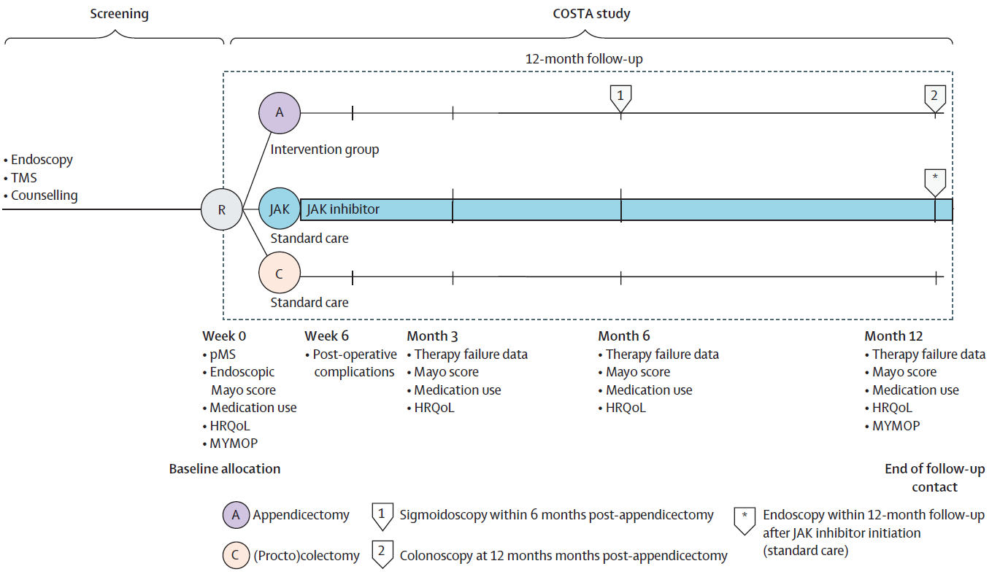 Screening
COSTA study
12-month follow-up
1
2
A
Intervention group
• Endoscopy
• TMS
• Counselling
*
R
JAK
JAK inhibitor
Standard care
C
Standard care
Week 0
• pMS
• Endoscopic
Mayo score
• Medication use
• HRQoL
• MYMOP
Week 6
• Post-operative
complications
Month 3
• Therapy failure data
• Mayo score
• Medication use
• HRQoL
Month 6
• Therapy failure data
• Mayo score
• Medication use
• HRQoL
Month 12
• Therapy failure data
• Mayo score
• Medication use
• HRQoL
• MYMOP
Baseline allocation
End of follow-up
contact
A Appendicectomy
C (Procto)colectomy
1 Sigmoidoscopy within 6 months post-appendicectomy
2 Colonoscopy at 12 months months post-appendicectomy
* Endoscopy within 12-month follow-up
after JAK inhibitor initiation
(standard care)